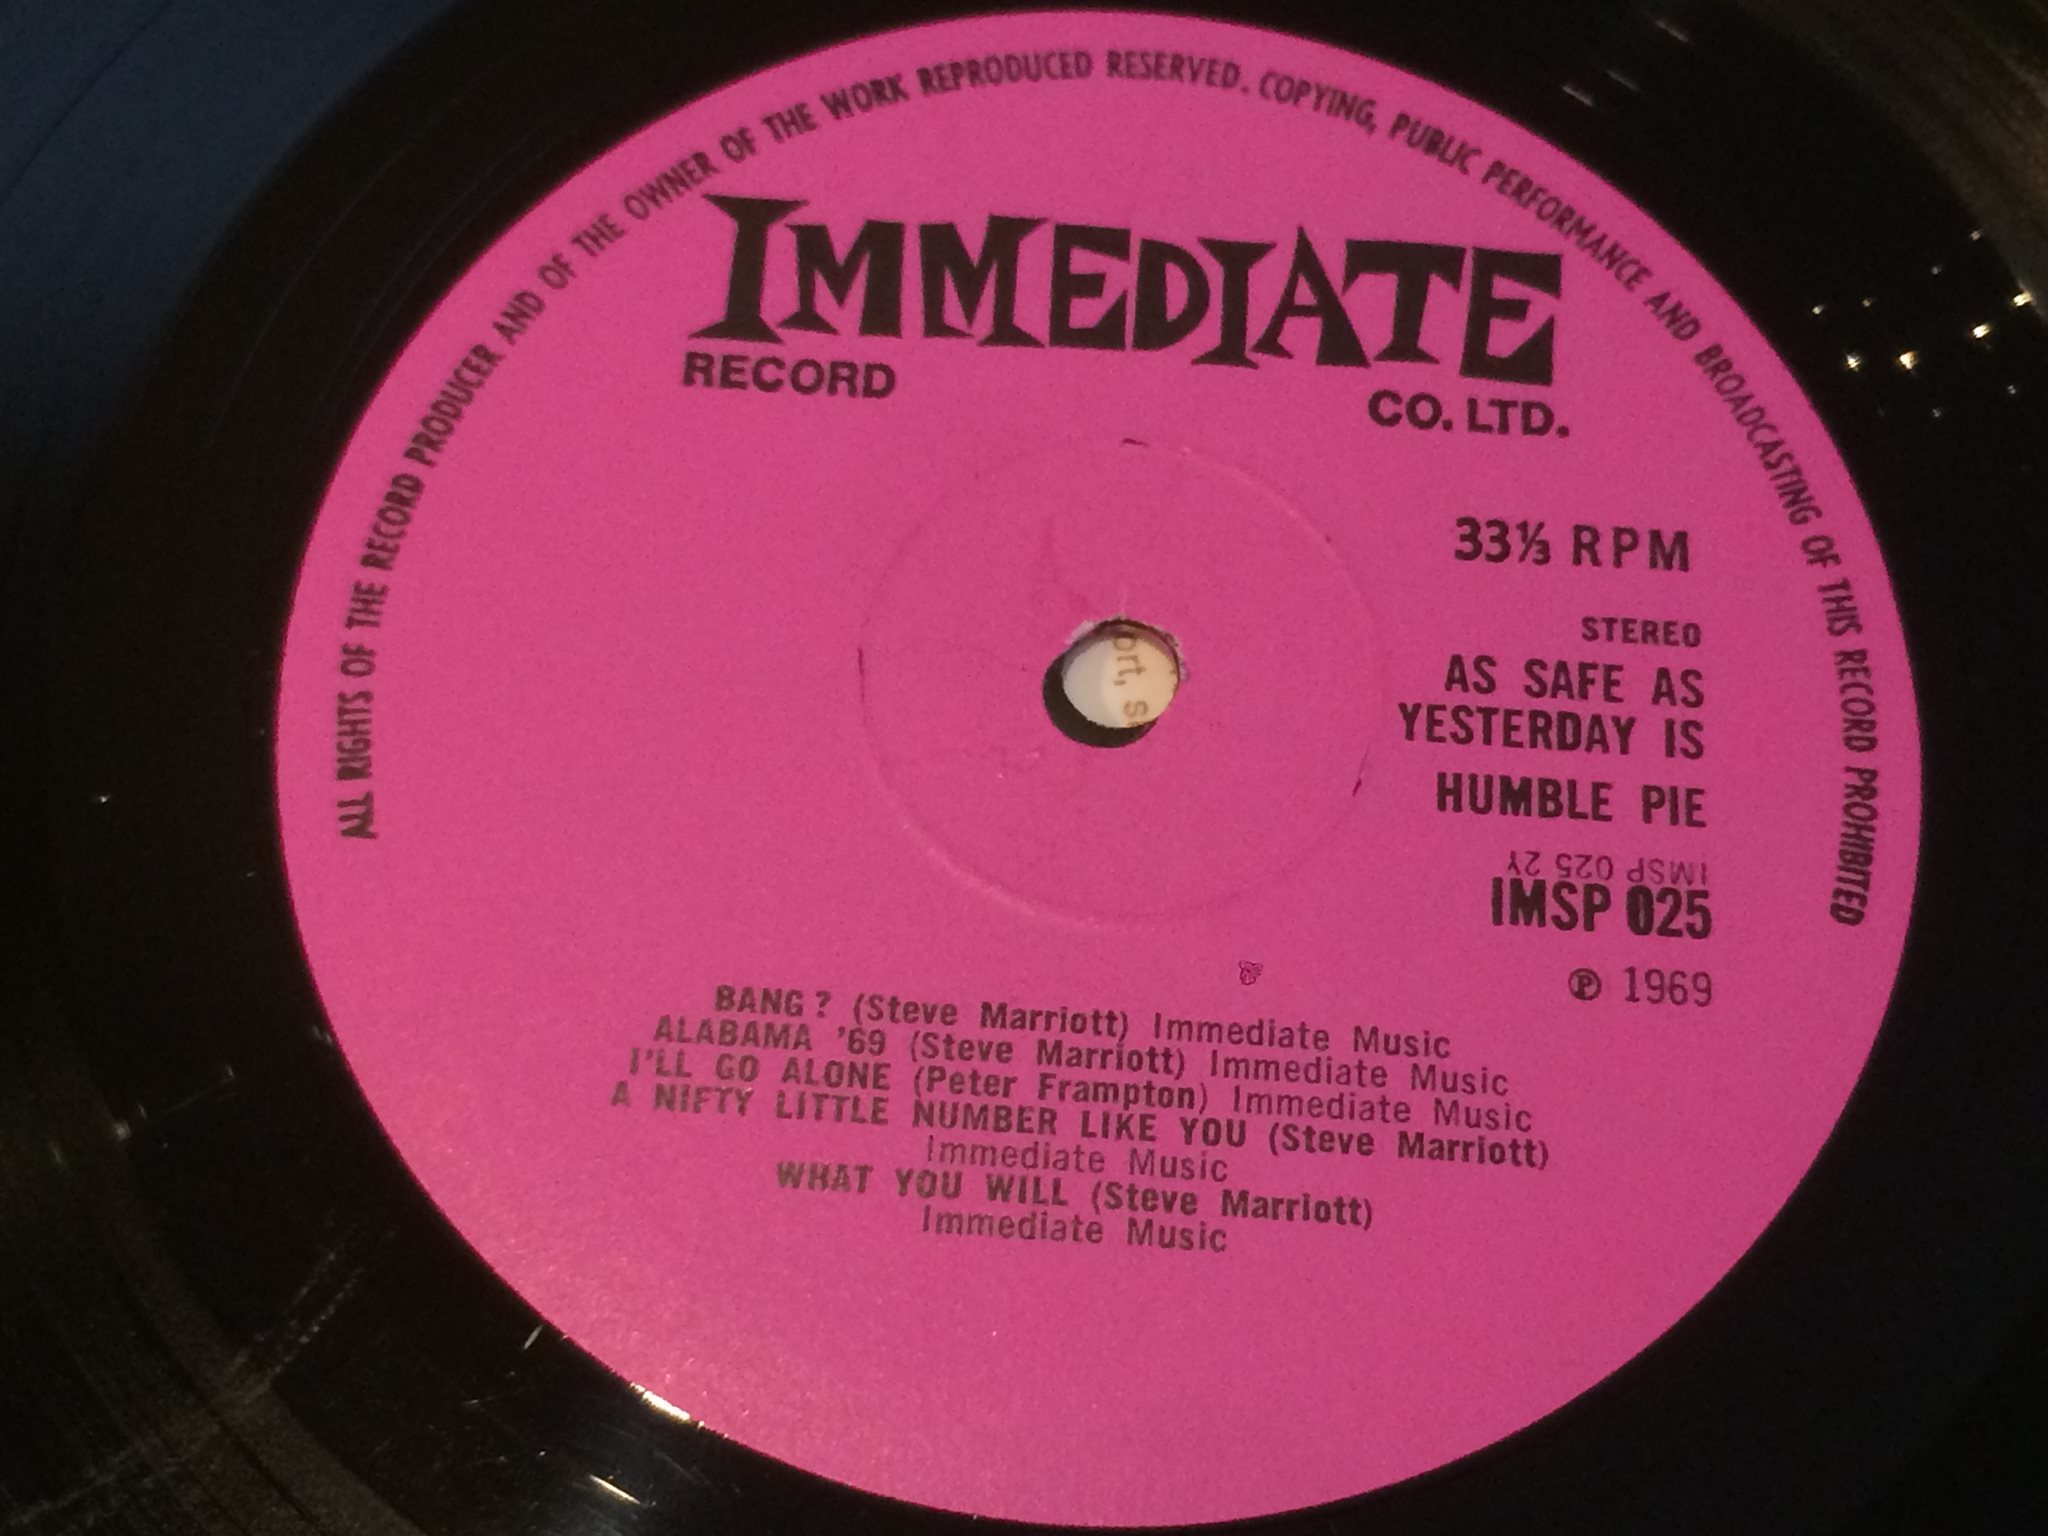 ALL RIGHTS OF THE RECORD PRODUCER AND OF THE OWNER OF THE WORK REPRODUCED RESERVED. COPYING, PUBLIC PERFORMANCE AND BROADCASTING OF THIS RECORD PROHIBITED
IMMEDIATE
RECORD
CO. LTD.
33⅓ RPM
STEREO
ort, s
AS SAFE AS
YESTERDAY IS
HUMBLE PIE
IMSP 025 2Y
IMSP 025
℗ 1969
BANG? (Steve Marriott) Immediate Music
ALABAMA '69 (Steve Marriott) Immediate Music
I'LL GO ALONE (Peter Frampton) Immediate Music
A NIFTY LITTLE NUMBER LIKE YOU (Steve Marriott)
Immediate Music
WHAT YOU WILL (Steve Marriott)
Immediate Music